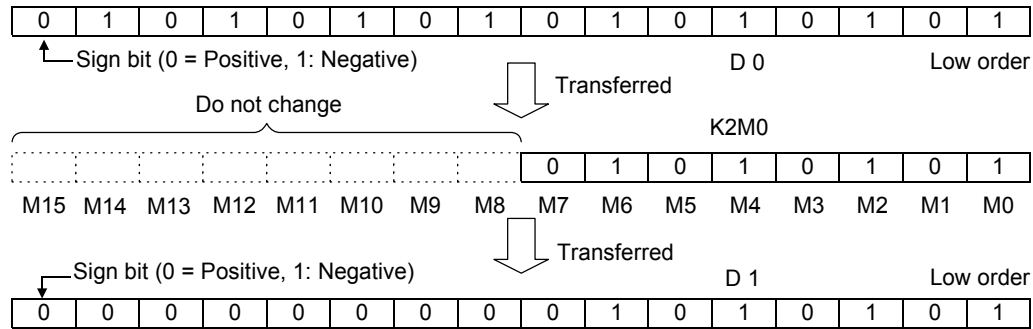 0 1 0 1 0 1 0 1 0 1 0 1 0 1 0 1
Sign bit (0 = Positive, 1: Negative) D 0 Low order
Transferred
Do not change
K2M0
0 1 0 1 0 1 0 1
M15 M14 M13 M12 M11 M10 M9 M8 M7 M6 M5 M4 M3 M2 M1 M0
Transferred
Sign bit (0 = Positive, 1: Negative) D 1 Low order
0 0 0 0 0 0 0 0 0 1 0 1 0 1 0 1